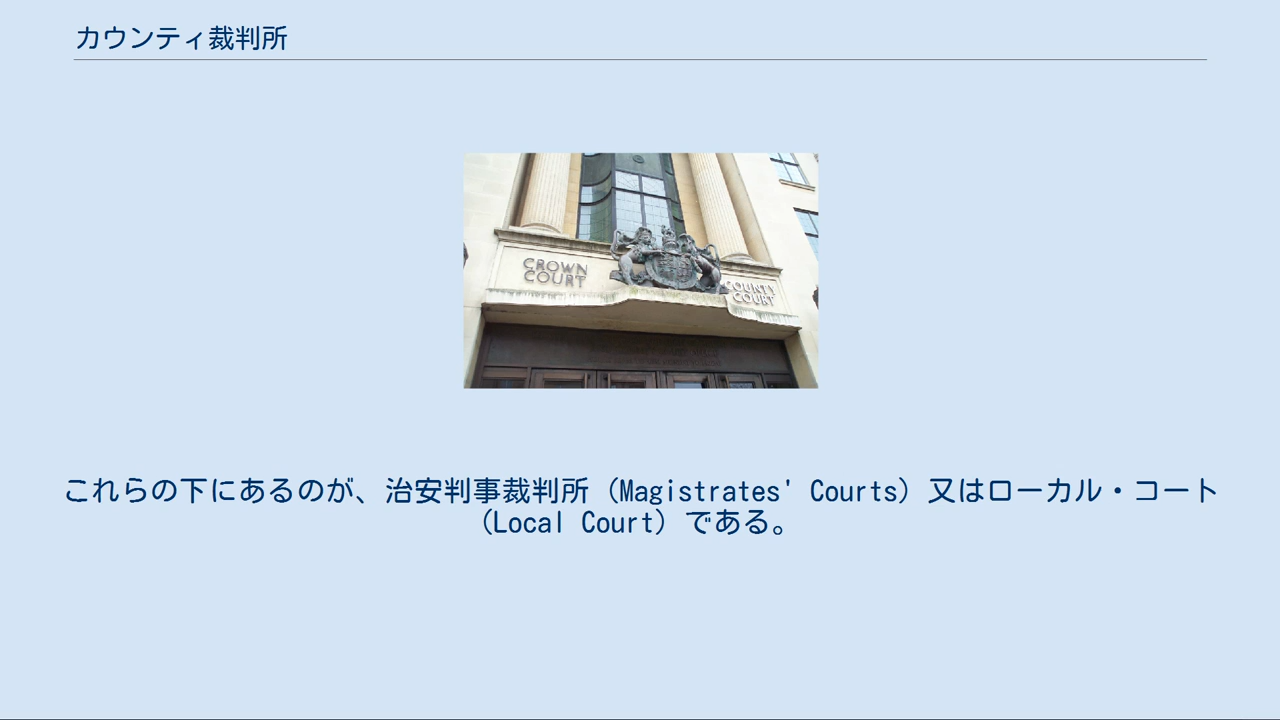 カウンティ裁判所
CROWN
COURT
COUNTY
COURT
これらの下にあるのが、治安判事裁判所（Magistrates' Courts）又はローカル・コート
（Local Court）である。